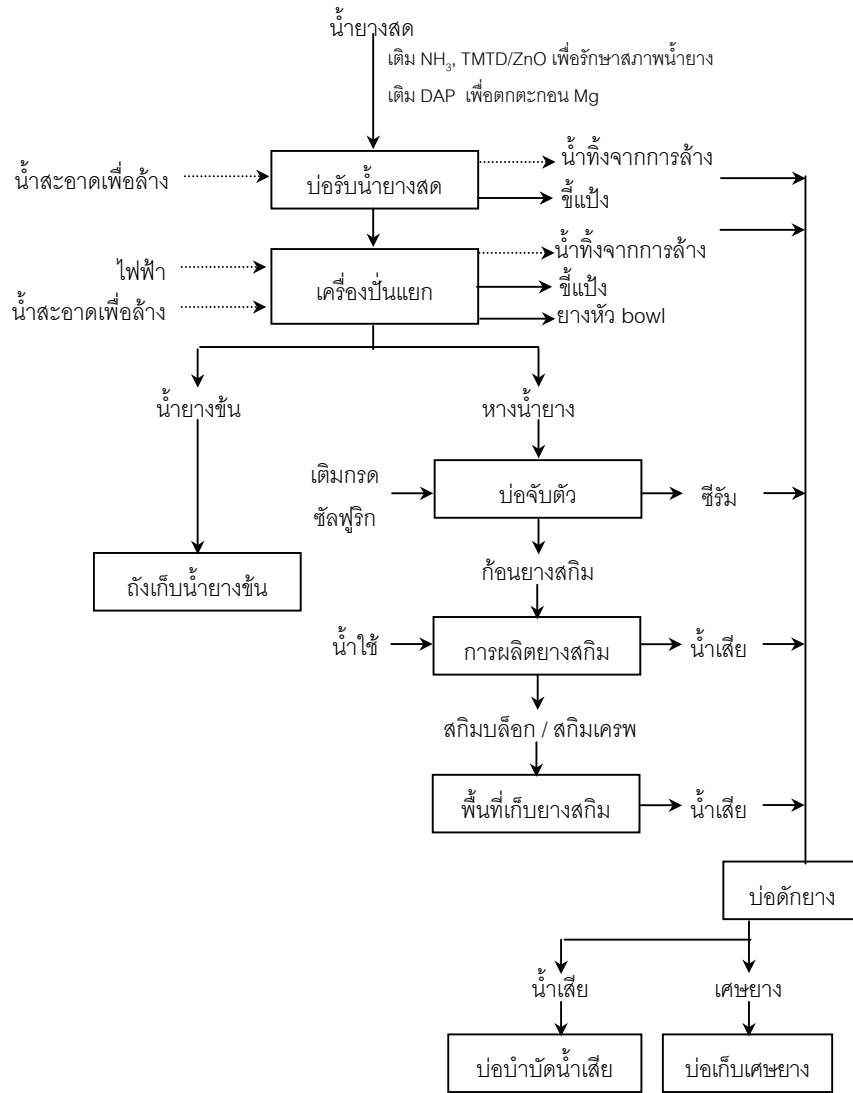 น้ำยางสด
เติม NH3, TMTD/ZnO เพื่อรักษาสภาพน้ำยาง
เติม DAP เพื่อตกตะกอน Mg
น้ำสะอาดเพื่อล้าง
บ่อรับน้ำยางสด
น้ำทิ้งจากการล้าง
ขี้แป้ง
ไฟฟ้า
น้ำสะอาดเพื่อล้าง
เครื่องปั่นแยก
น้ำทิ้งจากการล้าง
ขี้แป้ง
ยางหัว bowl
น้ำยางข้น
หางน้ำยาง
เติมกรด
ซัลฟูริก
บ่อจับตัว
ซีรัม
ก้อนยางสกิม
ถังเก็บน้ำยางข้น
น้ำใช้
การผลิตยางสกิม
น้ำเสีย
สกิมบล็อก / สกิมเครพ
พื้นที่เก็บยางสกิม
น้ำเสีย
บ่อดักยาง
น้ำเสีย
เศษยาง
บ่อบำบัดน้ำเสีย
บ่อเก็บเศษยาง